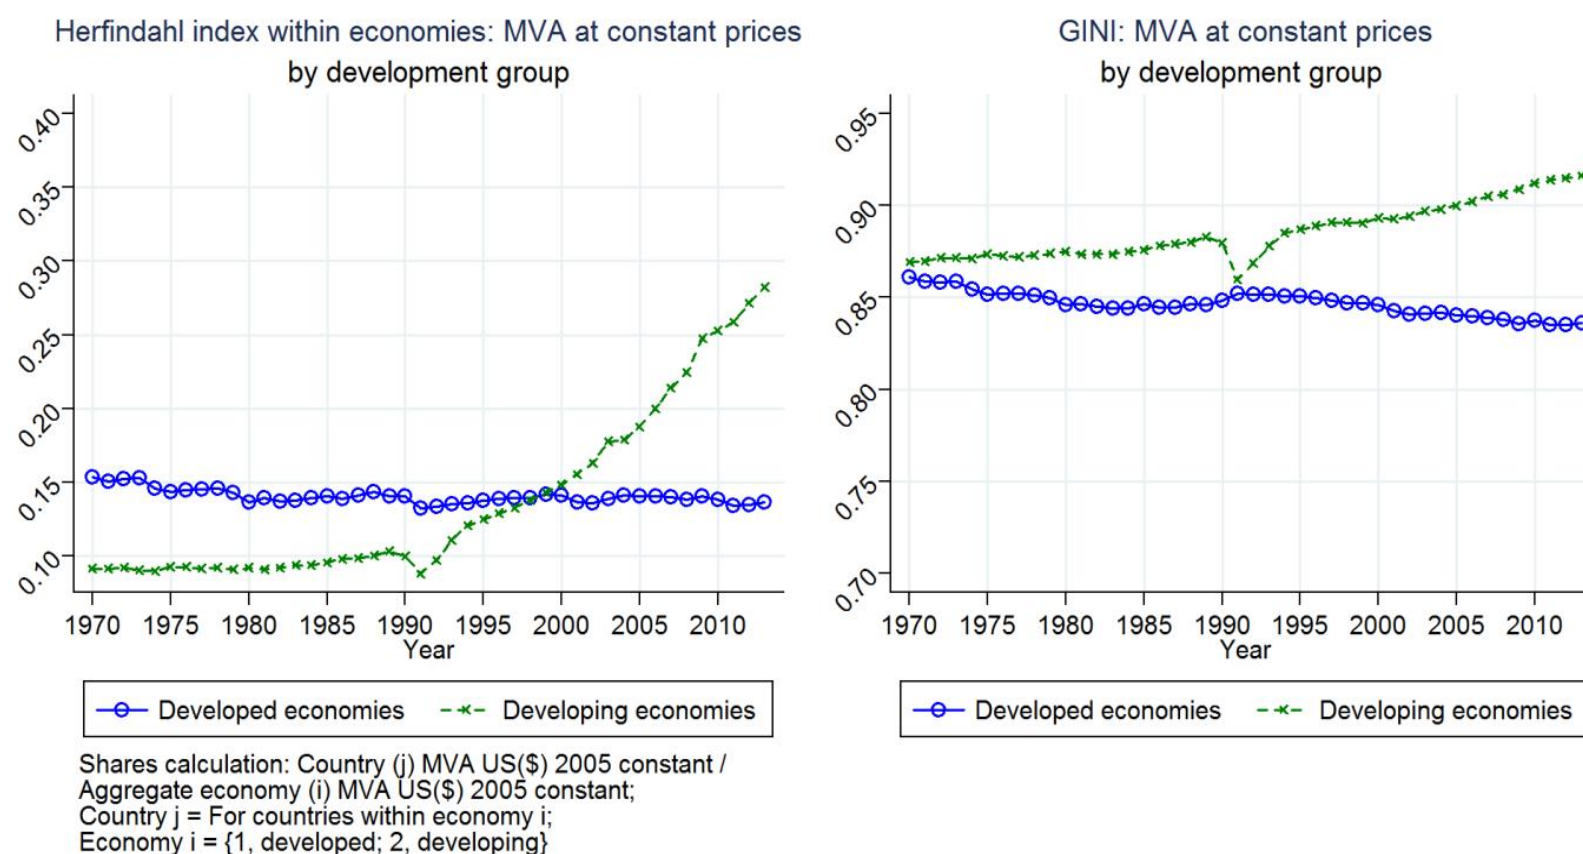 Herfindahl index within economies: MVA at constant prices
by development group
0.40
0.35
0.30
0.25
0.20
0.15
0.10
1970 1975 1980 1985 1990 1995 2000 2005 2010
Year
Developed economies Developing economies
Shares calculation: Country (j) MVA US($) 2005 constant /
Aggregate economy (i) MVA US($) 2005 constant;
Country j = For countries within economy i;
Economy i = {1, developed; 2, developing}
GINI: MVA at constant prices
by development group
0.95
0.90
0.85
0.80
0.75
0.70
1970 1975 1980 1985 1990 1995 2000 2005 2010
Year
Developed economies Developing economies